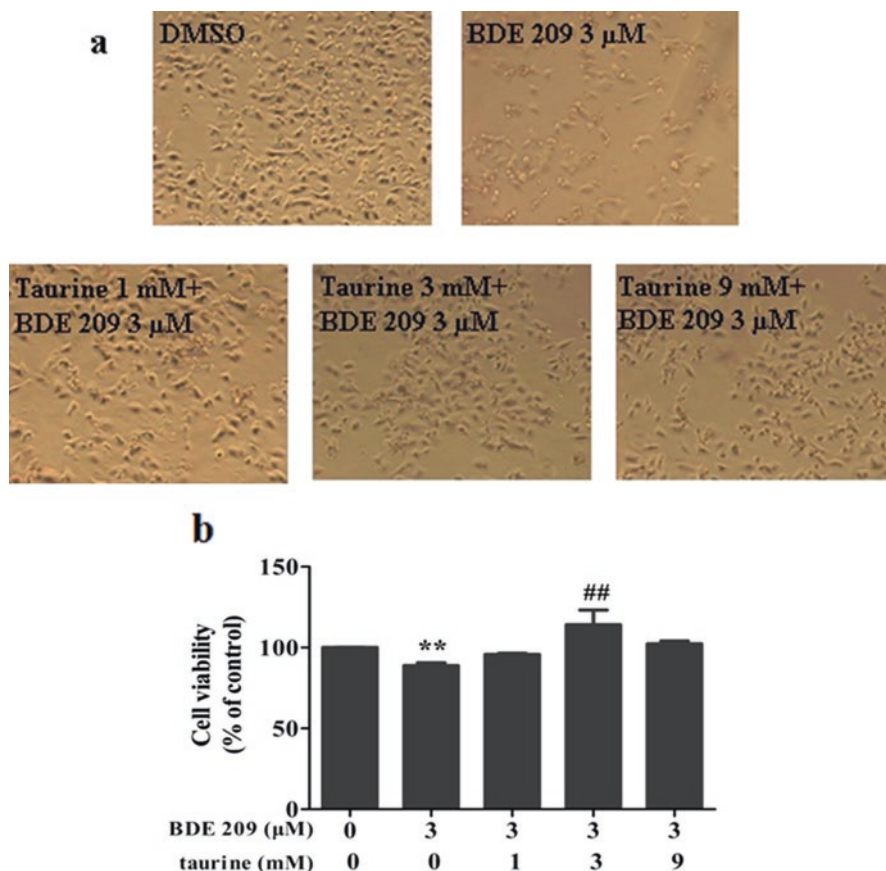 a
DMSO
BDE 209 3 µM
Taurine 1 mM+
BDE 209 3 µM
Taurine 3 mM+
BDE 209 3 µM
Taurine 9 mM+
BDE 209 3 µM
b
Cell viability
(% of control)
150
100
50
0
**
##
BDE 209 (µM) 0 3 3 3 3
taurine (mM) 0 0 1 3 9